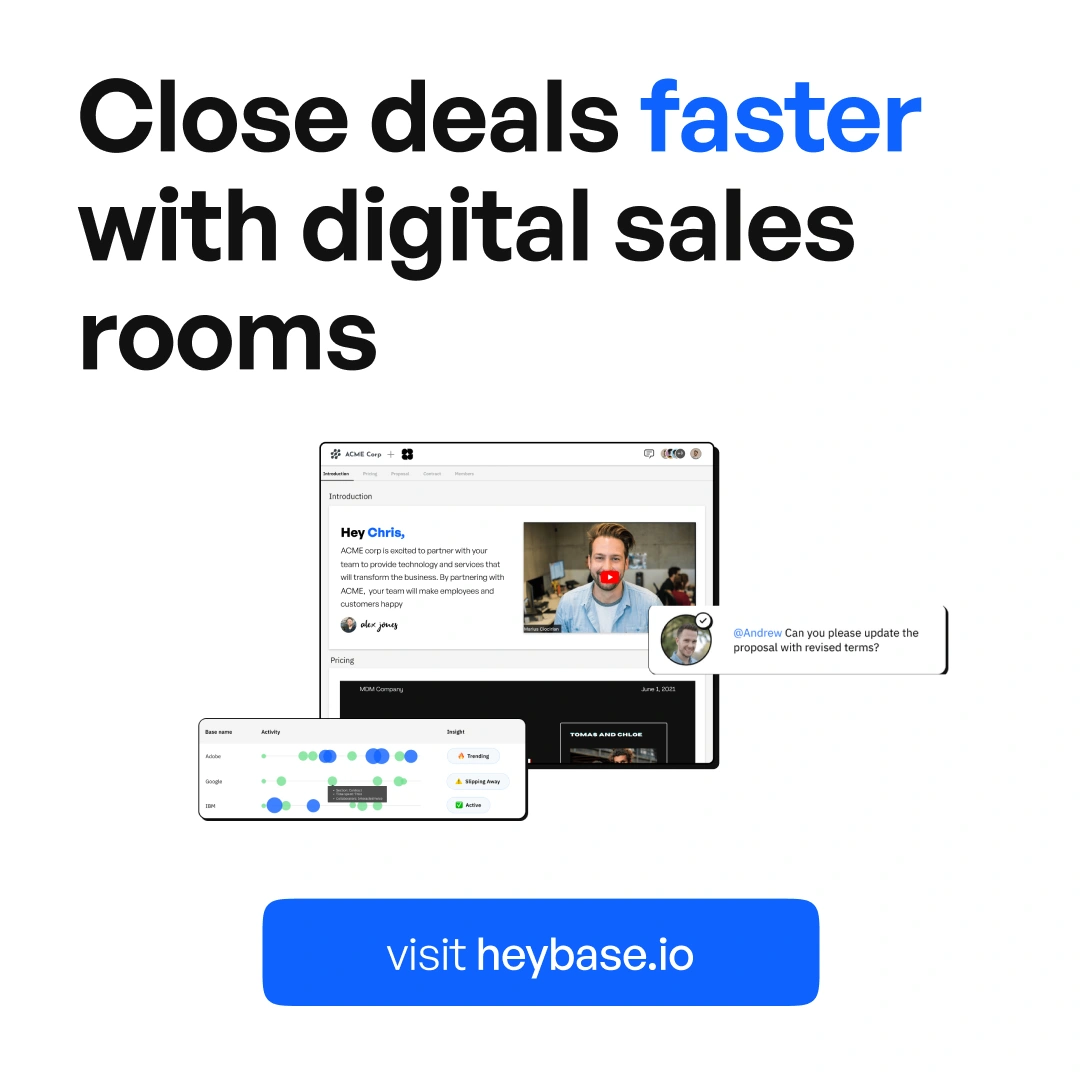 Close deals faster
with digital sales
rooms
ACME Corp +
Introduction Pricing Proposal Contract Members
Introduction
Hey Chris,
ACME corp is excited to partner with your
team to provide technology and services that
will transform the business. By partnering with
ACME, your team will make employees and
customers happy
alex jones
Marius Ciocirlan
@Andrew Can you please update the
proposal with revised terms?
Pricing
MDM Company June 1, 2021
TOMAS AND CHLOE
Base name Activity Insight
Adobe 🔥 Trending
Google ⚠️ Slipping Away
IBM ✅ Active
visit heybase.io